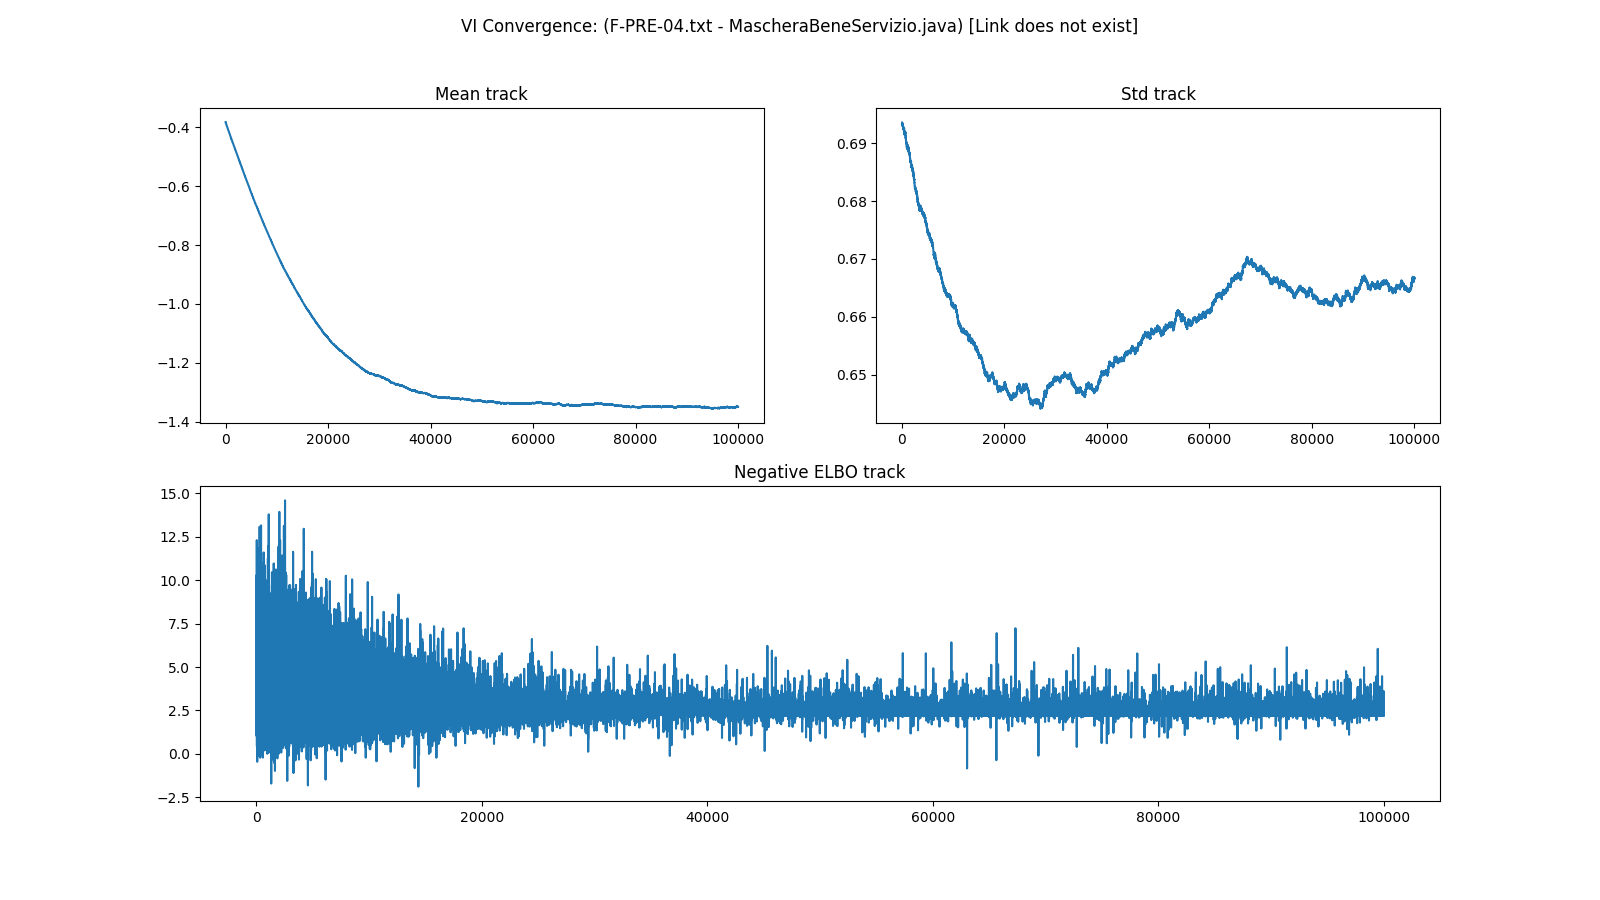 VI Convergence: (F-PRE-04.txt - MascheraBeneServizio.java) [Link does not exist]
Mean track
−0.4
−0.6
−0.8
−1.0
−1.2
−1.4
0 20000 40000 60000 80000 100000
Std track
0.69
0.68
0.67
0.66
0.65
0 20000 40000 60000 80000 100000
Negative ELBO track
15.0
12.5
10.0
7.5
5.0
2.5
0.0
−2.5
0 20000 40000 60000 80000 100000